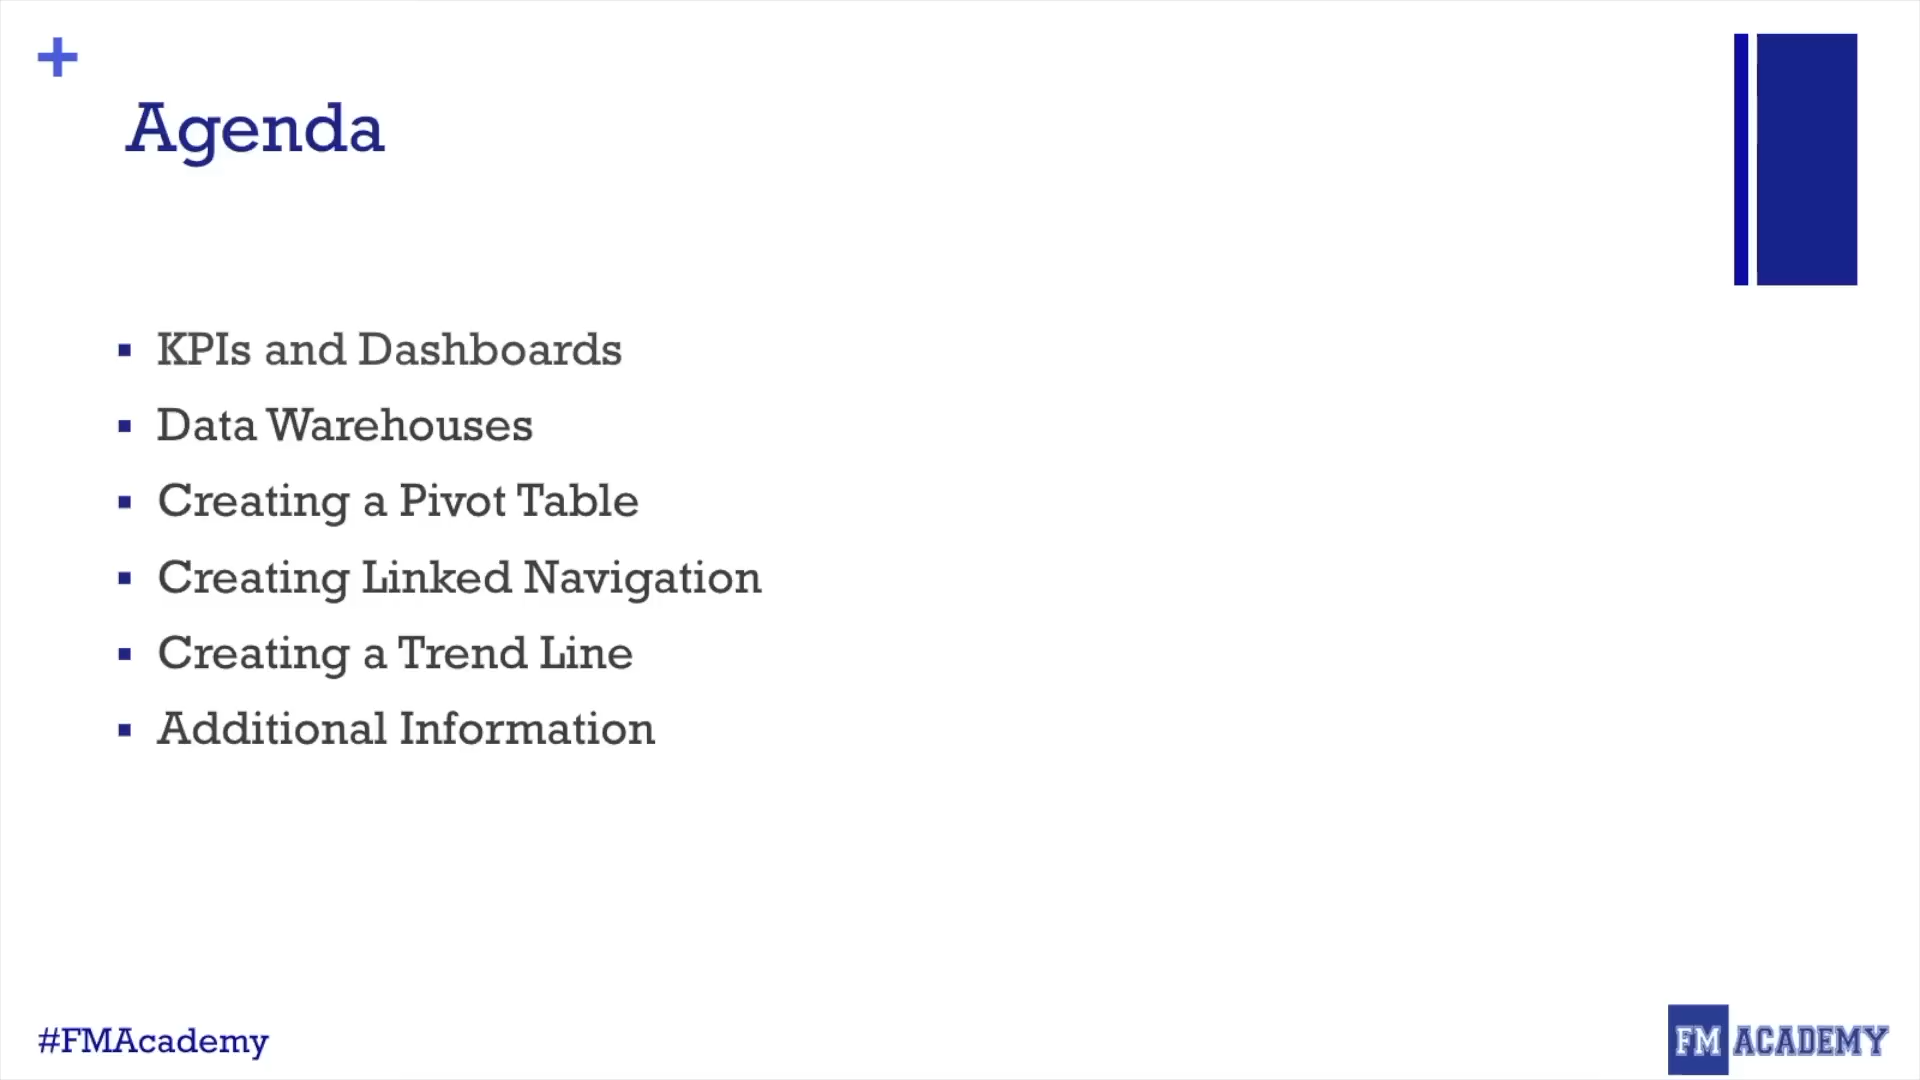 +
Agenda
▪ KPIs and Dashboards
▪ Data Warehouses
▪ Creating a Pivot Table
▪ Creating Linked Navigation
▪ Creating a Trend Line
▪ Additional Information
#FMAcademy
FM ACADEMY